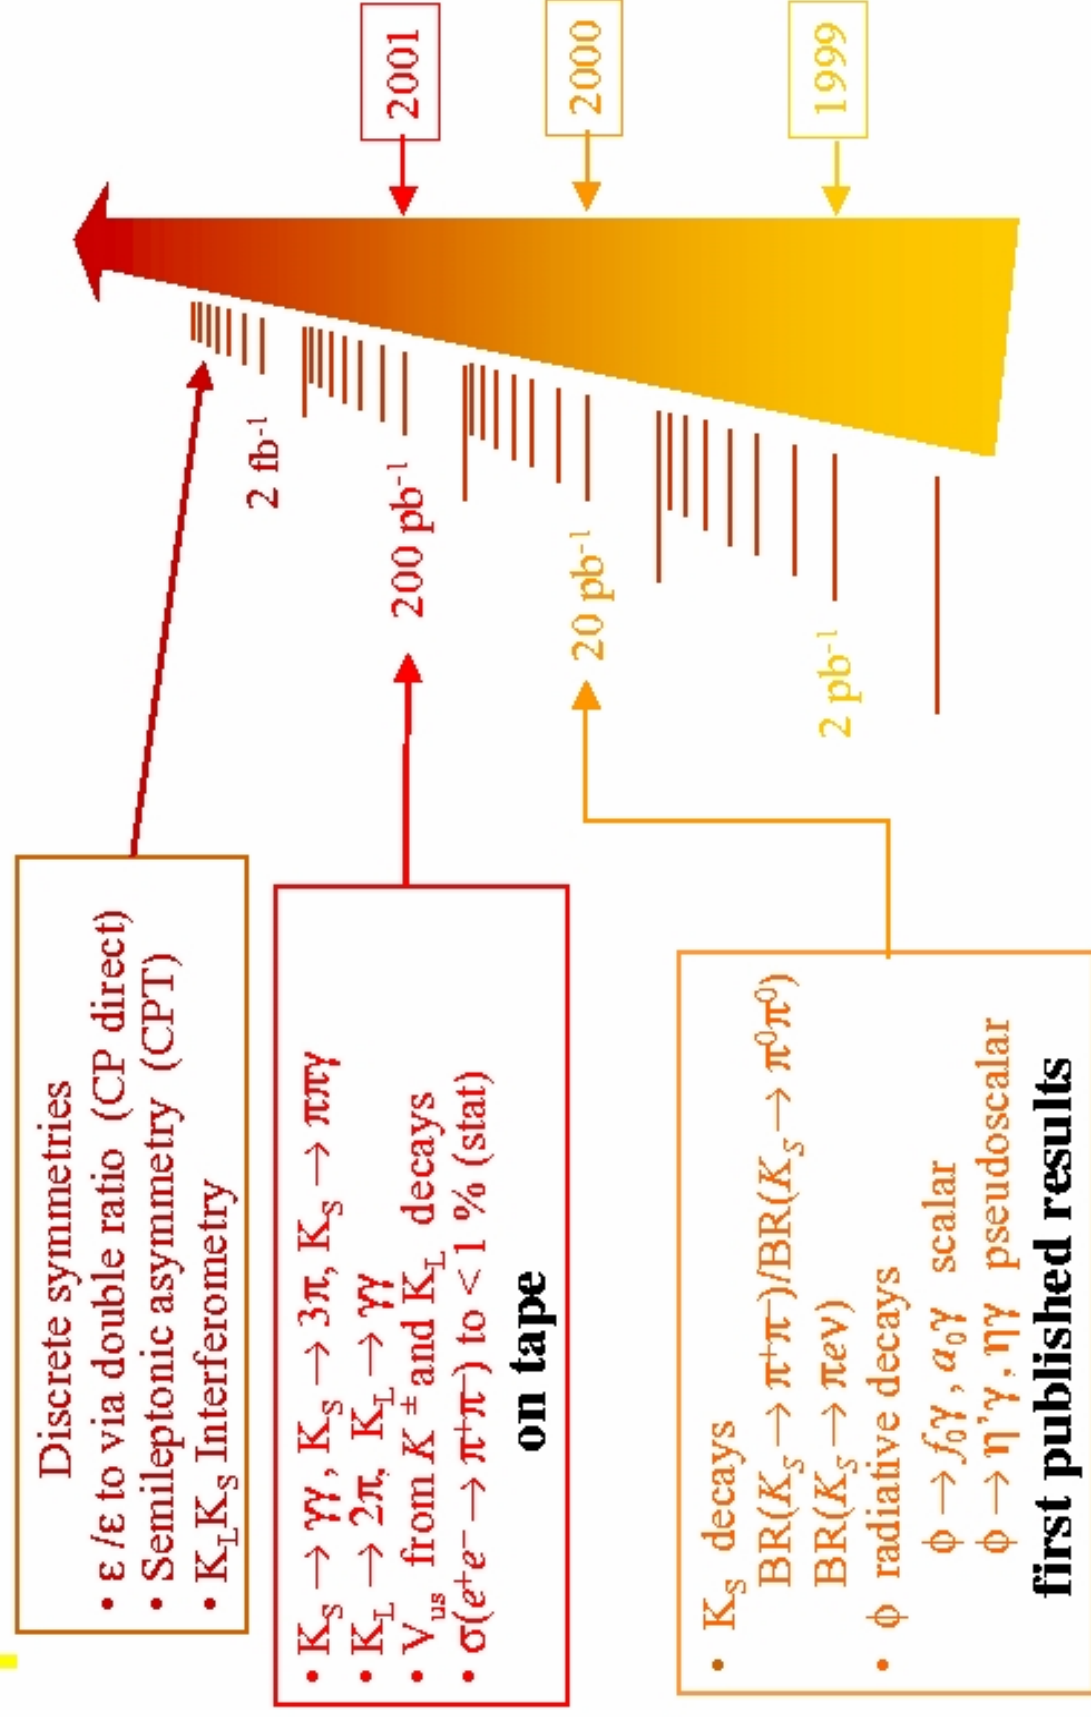 Discrete symmetries
• ε /ε to via double ratio (CP direct)
• Semileptonic asymmetry (CPT)
• K_L K_S Interferometry
• K_S → γγ, K_S → 3π, K_S → ππγ
• K_L → 2π, K_L → γγ
• V_us from K^± and K_L decays
• σ(e⁺e⁻ → π⁺π⁻) to <1 % (stat)
on tape
• K_S decays
BR(K_S → π⁺π⁻)/BR(K_S → π⁰π⁰)
BR(K_S → πeν)
• ϕ radiative decays
ϕ → f₀γ, a₀γ scalar
ϕ → η'γ, ηγ pseudoscalar
first published results
2 fb⁻¹
200 pb⁻¹
20 pb⁻¹
2 pb⁻¹
2001
2000
1999